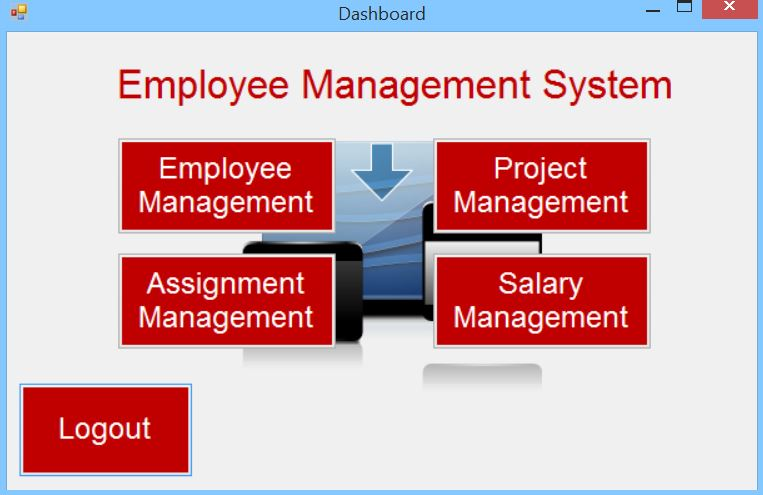 Dashboard
Employee Management System
Employee
Management
Project
Management
Assignment
Management
Salary
Management
Logout